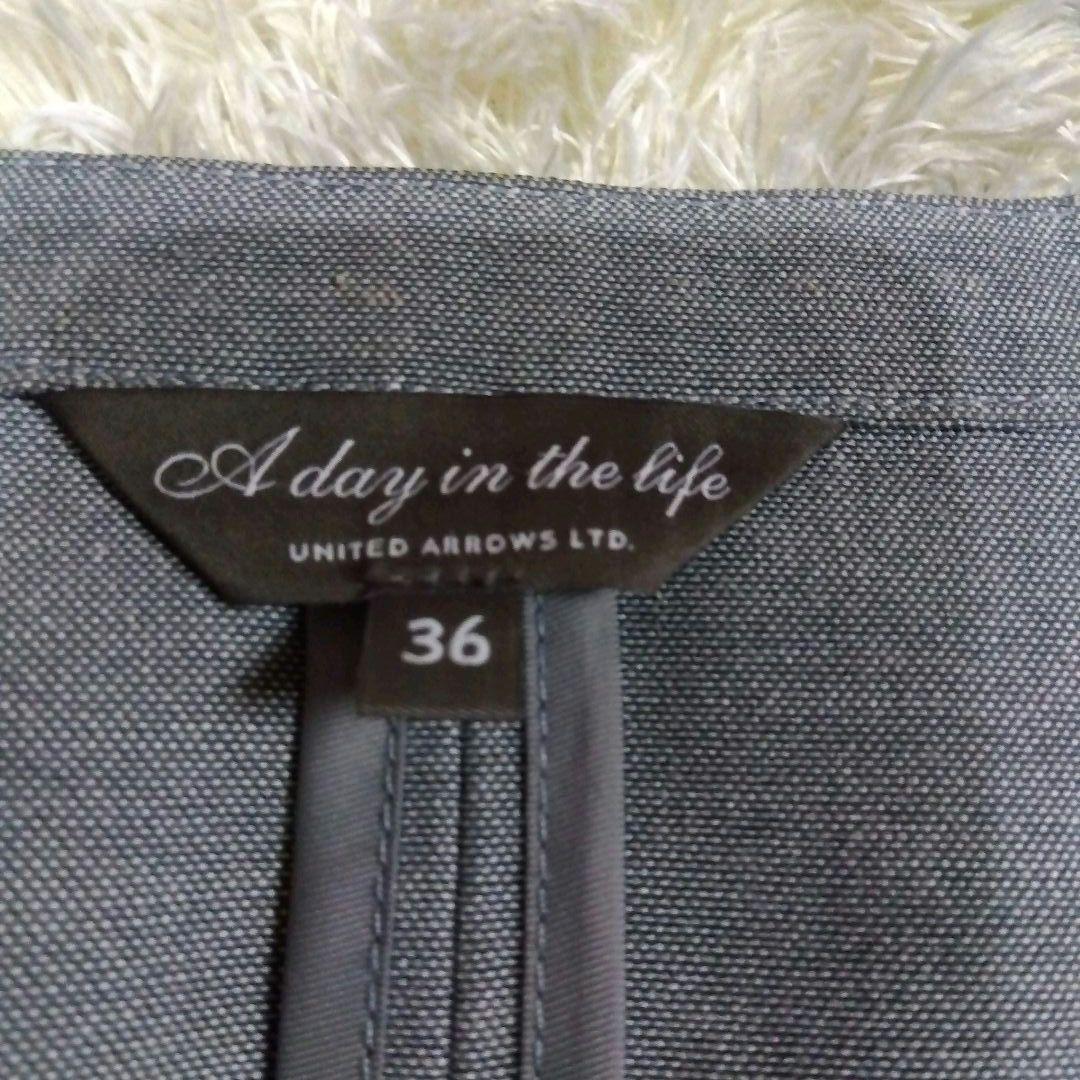 A day in the life
UNITED ARROWS LTD.
36